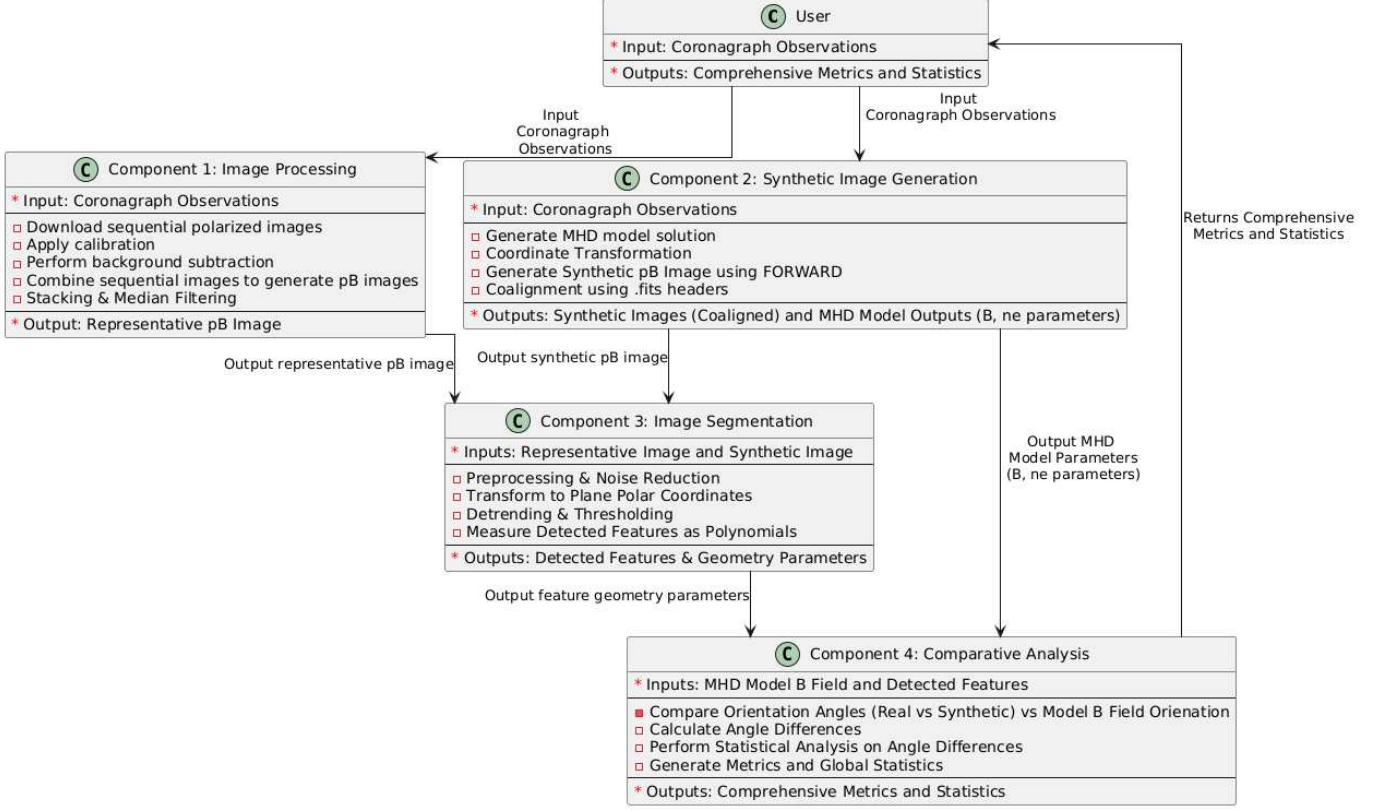 C User
* Input: Coronagraph Observations
* Outputs: Comprehensive Metrics and Statistics
Input
Coronagraph
Observations
Input
Coronagraph Observations
C Component 1: Image Processing
* Input: Coronagraph Observations
Download sequential polarized images
Apply calibration
Perform background subtraction
Combine sequential images to generate pB images
Stacking & Median Filtering
* Output: Representative pB Image
C Component 2: Synthetic Image Generation
* Input: Coronagraph Observations
Generate MHD model solution
Coordinate Transformation
Generate Synthetic pB Image using FORWARD
Coalignment using .fits headers
* Outputs: Synthetic Images (Coaligned) and MHD Model Outputs (B, ne parameters)
Returns Comprehensive
Metrics and Statistics
Output representative pB image
Output synthetic pB image
C Component 3: Image Segmentation
* Inputs: Representative Image and Synthetic Image
Preprocessing & Noise Reduction
Transform to Plane Polar Coordinates
Detrending & Thresholding
Measure Detected Features as Polynomials
* Outputs: Detected Features & Geometry Parameters
Output MHD
Model Parameters
(B, ne parameters)
Output feature geometry parameters
C Component 4: Comparative Analysis
* Inputs: MHD Model B Field and Detected Features
Compare Orientation Angles (Real vs Synthetic) vs Model B Field Orienation
Calculate Angle Differences
Perform Statistical Analysis on Angle Differences
Generate Metrics and Global Statistics
* Outputs: Comprehensive Metrics and Statistics